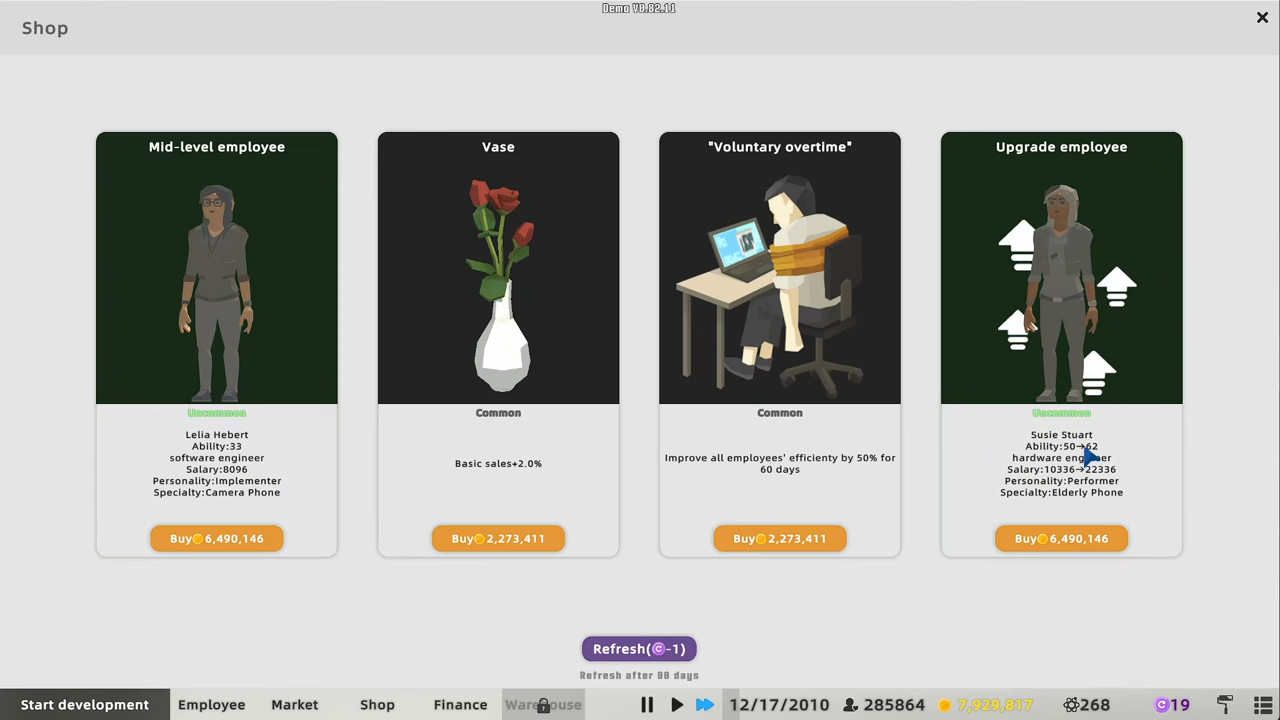 Demo V0.82.11
Shop
Mid-level employee
Uncommon
Lelia Hebert
Ability:33
software engineer
Salary:8096
Personality:Implementer
Specialty:Camera Phone
Buy 6,490,146
Vase
Common
Basic sales+2.0%
Buy 2,273,411
"Voluntary overtime"
Common
Improve all employees' efficienty by 50% for
60 days
Buy 2,273,411
Upgrade employee
Uncommon
Susie Stuart
Ability:50→62
hardware engineer
Salary:10336→22336
Personality:Performer
Specialty:Elderly Phone
Buy 6,490,146
Refresh(C-1)
Refresh after 98 days
Start development Employee Market Shop Finance Warehouse 12/17/2010 285864 7,929,817 268 C19